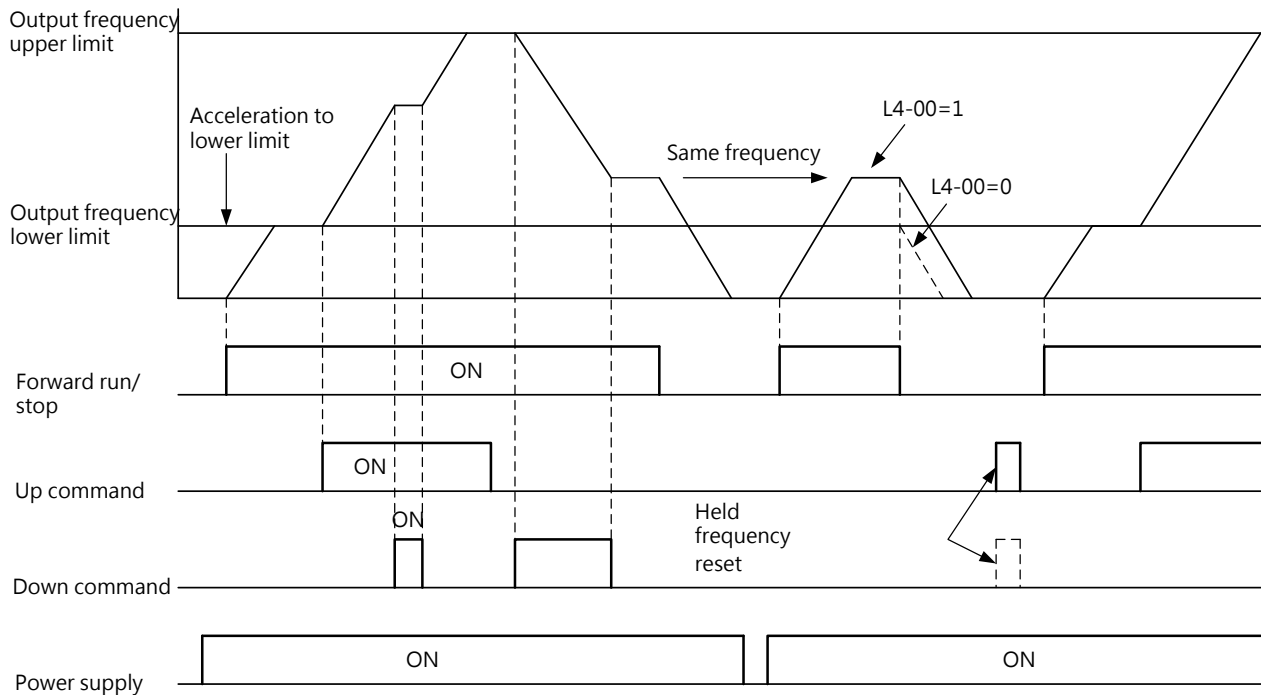 Output frequency
upper limit
Acceleration to
lower limit
L4-00=1
Same frequency
L4-00=0
Output frequency
lower limit
ON
Forward run/
stop
ON
Up command
ON
Held
frequency
reset
Down command
ON
ON
Power supply